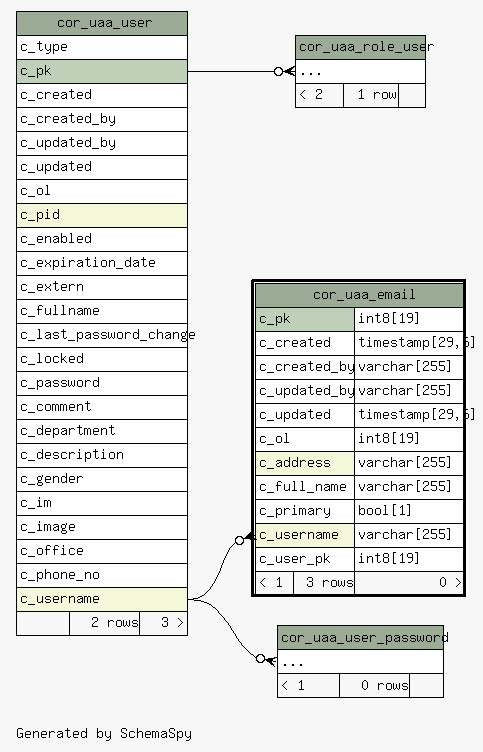 cor_uaa_user
c_type
c_pk
c_created
c_created_by
c_updated_by
c_updated
c_ol
c_pid
c_enabled
c_expiration_date
c_extern
c_fullname
c_last_password_change
c_locked
c_password
c_comment
c_department
c_description
c_gender
c_im
c_image
c_office
c_phone_no
c_username
2 rows 3 >
cor_uaa_role_user
...
< 2 1 row
cor_uaa_email
c_pk int8[19]
c_created timestamp[29,6]
c_created_by varchar[255]
c_updated_by varchar[255]
c_updated timestamp[29,6]
c_ol int8[19]
c_address varchar[255]
c_full_name varchar[255]
c_primary bool[1]
c_username varchar[255]
c_user_pk int8[19]
< 1 3 rows 0 >
cor_uaa_user_password
...
< 1 0 rows
Generated by SchemaSpy